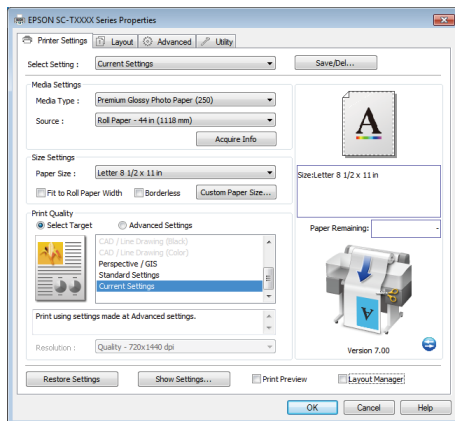 EPSON SC-TXXXX Series Properties
Printer Settings Layout Advanced Utility
Select Setting : Current Settings Save/Del...
Media Settings
Media Type : Premium Glossy Photo Paper (250)
Source : Roll Paper - 44 in (1118 mm)
Acquire Info
A
Size Settings
Paper Size : Letter 8 1/2 x 11 in
Size:Letter 8 1/2 x 11 in
Fit to Roll Paper Width Borderless Custom Paper Size...
Print Quality
Select Target Advanced Settings
Paper Remaining: -
CAD / Line Drawing (Black)
CAD / Line Drawing (Color)
Perspective / GIS
Standard Settings
Current Settings
A
Print using settings made at Advanced settings.
Resolution : Quality - 720x1440 dpi
Version 7.00
Restore Settings Show Settings... Print Preview Layout Manager
OK Cancel Help